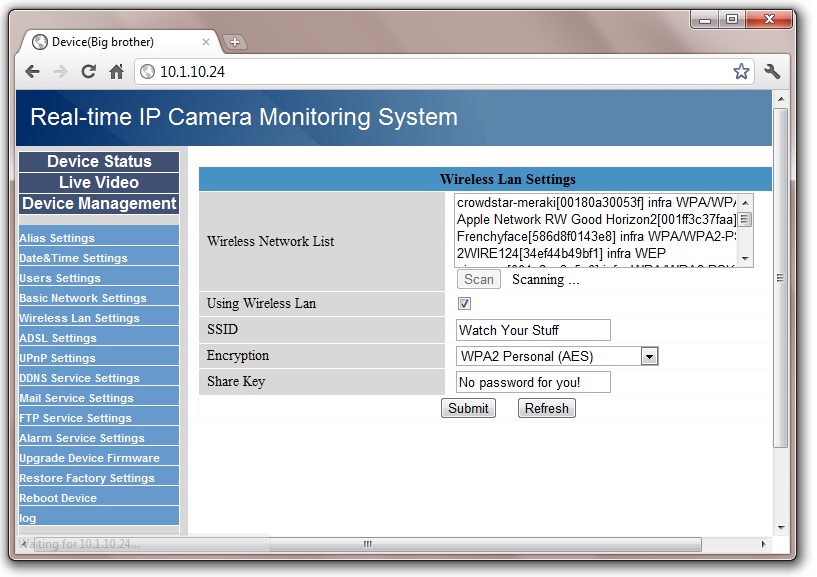 Device(Big brother)
10.1.10.24
Real-time IP Camera Monitoring System
Device Status
Live Video
Device Management
Alias Settings
Date&Time Settings
Users Settings
Basic Network Settings
Wireless Lan Settings
ADSL Settings
UPnP Settings
DDNS Service Settings
Mail Service Settings
FTP Service Settings
Alarm Service Settings
Upgrade Device Firmware
Restore Factory Settings
Reboot Device
log
Wireless Lan Settings
Wireless Network List
crowdstar-meraki[00180a30053f] infra WPA/WPA
Apple Network RW Good Horizon2[001ff3c37faa]
Frenchyface[586d8f0143e8] infra WPA/WPA2-PS
2WIRE124[34ef44b49bf1] infra WEP
Scan Scanning ...
Using Wireless Lan
SSID Watch Your Stuff
Encryption WPA2 Personal (AES)
Share Key No password for you!
Submit Refresh
Waiting for 10.1.10.24...